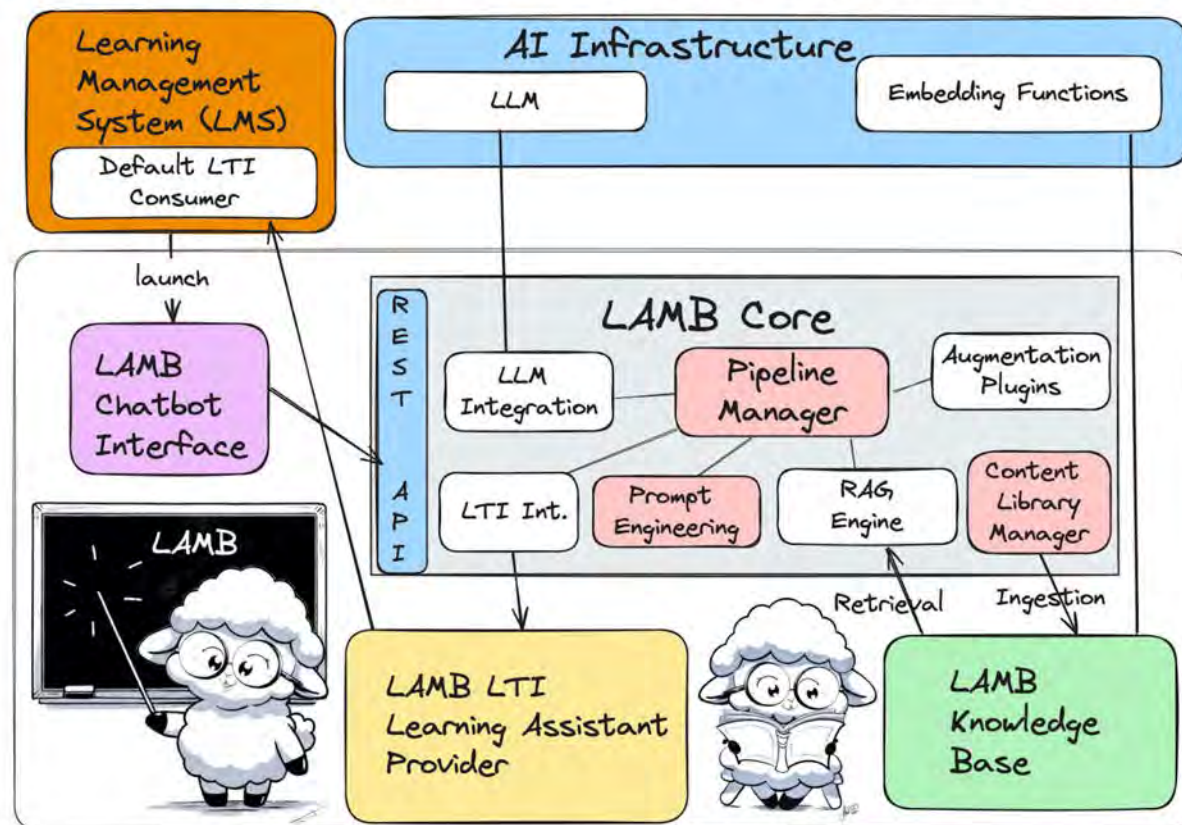 Learning
Management
System (LMS)
Default LTI
Consumer
AI Infrastructure
LLM
Embedding Functions
launch
LAMB
Chatbot
Interface
REST API
LAMB Core
LLM
Integration
Pipeline
Manager
Augmentation
Plugins
LTI Int.
Prompt
Engineering
RAG
Engine
Content
Library
Manager
Retrieval
Ingestion
LAMB
LAMB LTI
Learning Assistant
Provider
LAMB
Knowledge
Base